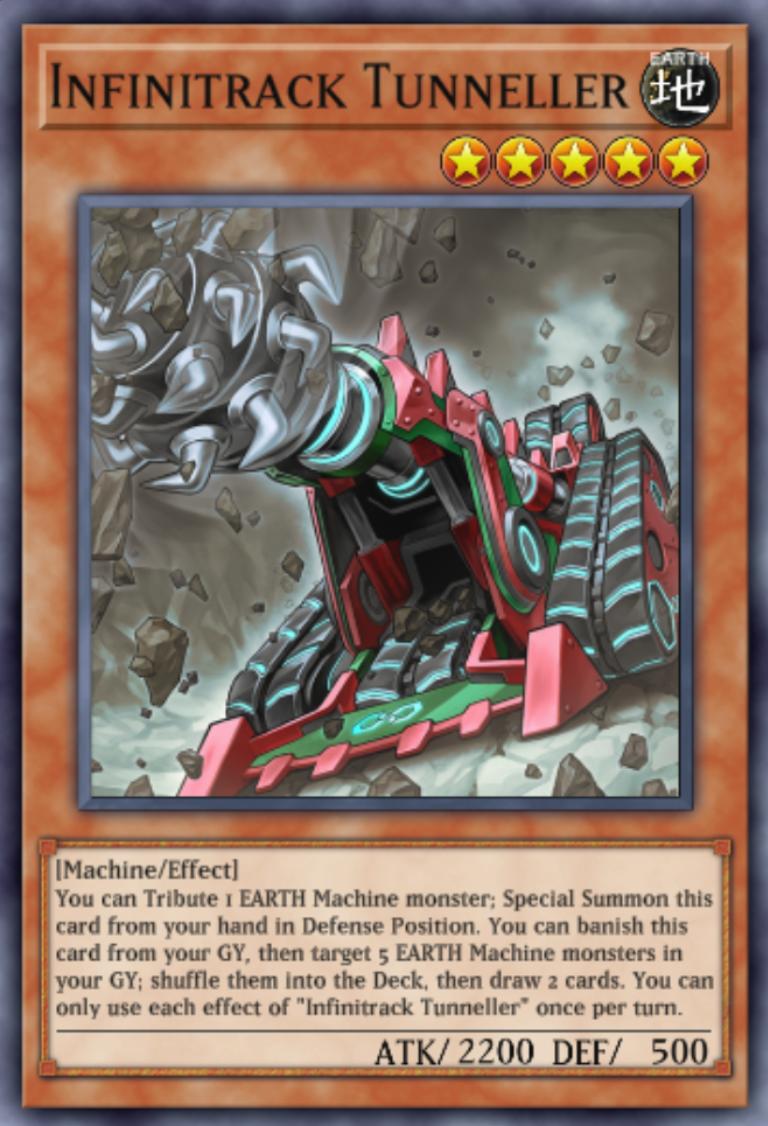 INFINITRACK TUNNELLER
EARTH
地
[Machine/Effect]
You can Tribute 1 EARTH Machine monster; Special Summon this
card from your hand in Defense Position. You can banish this
card from your GY, then target 5 EARTH Machine monsters in
your GY; shuffle them into the Deck, then draw 2 cards. You can
only use each effect of "Infinitrack Tunneller" once per turn.
ATK/ 2200 DEF/ 500